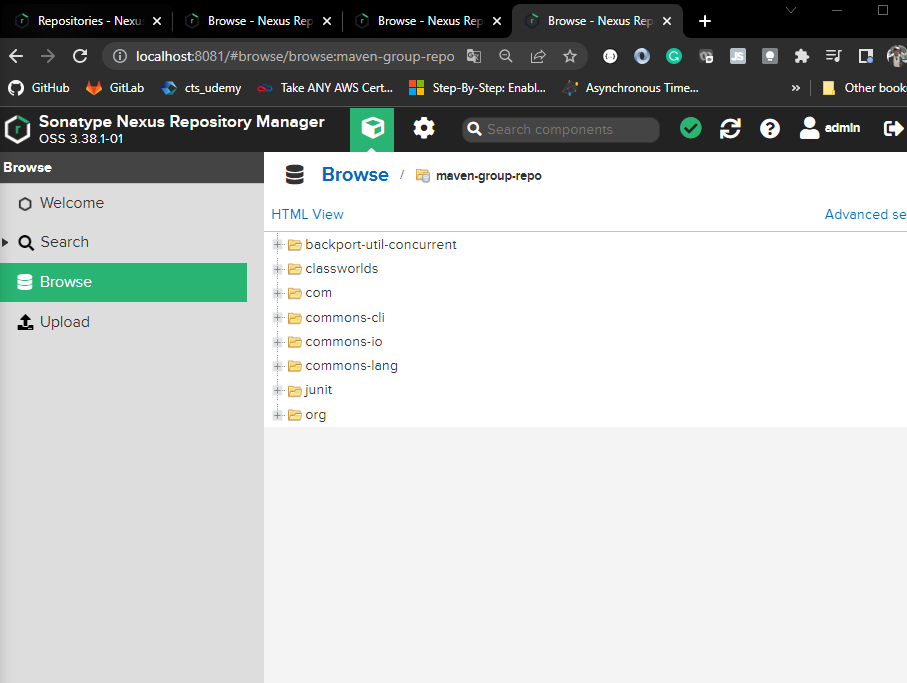 Repositories - Nexus
Browse - Nexus Rep
Browse - Nexus Rep
Browse - Nexus Rep
localhost:8081/#browse/browse:maven-group-repo
GitHub
GitLab
cts_udemy
Take ANY AWS Cert...
Step-By-Step: Enabl...
Asynchronous Time...
»
Other book
Sonatype Nexus Repository Manager
OSS 3.38.1-01
Search components
admin
Browse
Welcome
Search
Browse
Upload
Browse / maven-group-repo
HTML View
Advanced se
backport-util-concurrent
classworlds
com
commons-cli
commons-io
commons-lang
junit
org